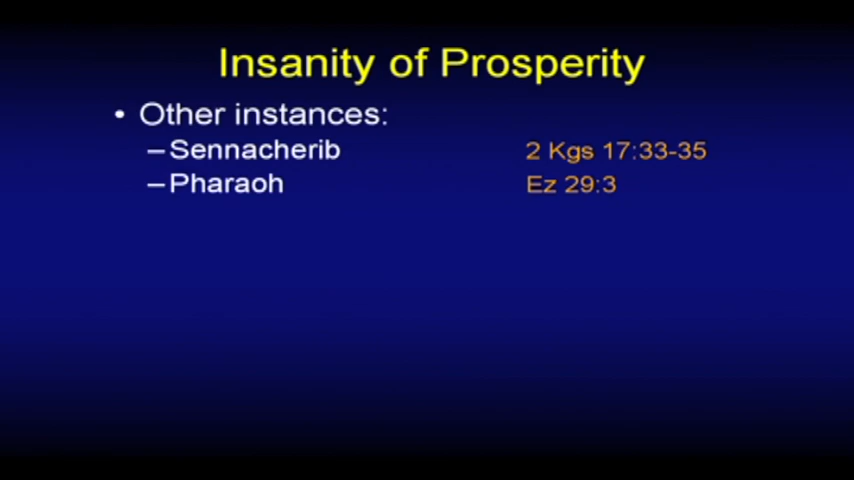 Insanity of Prosperity
• Other instances:
–Sennacherib 2 Kgs 17:33-35
–Pharaoh Ez 29:3